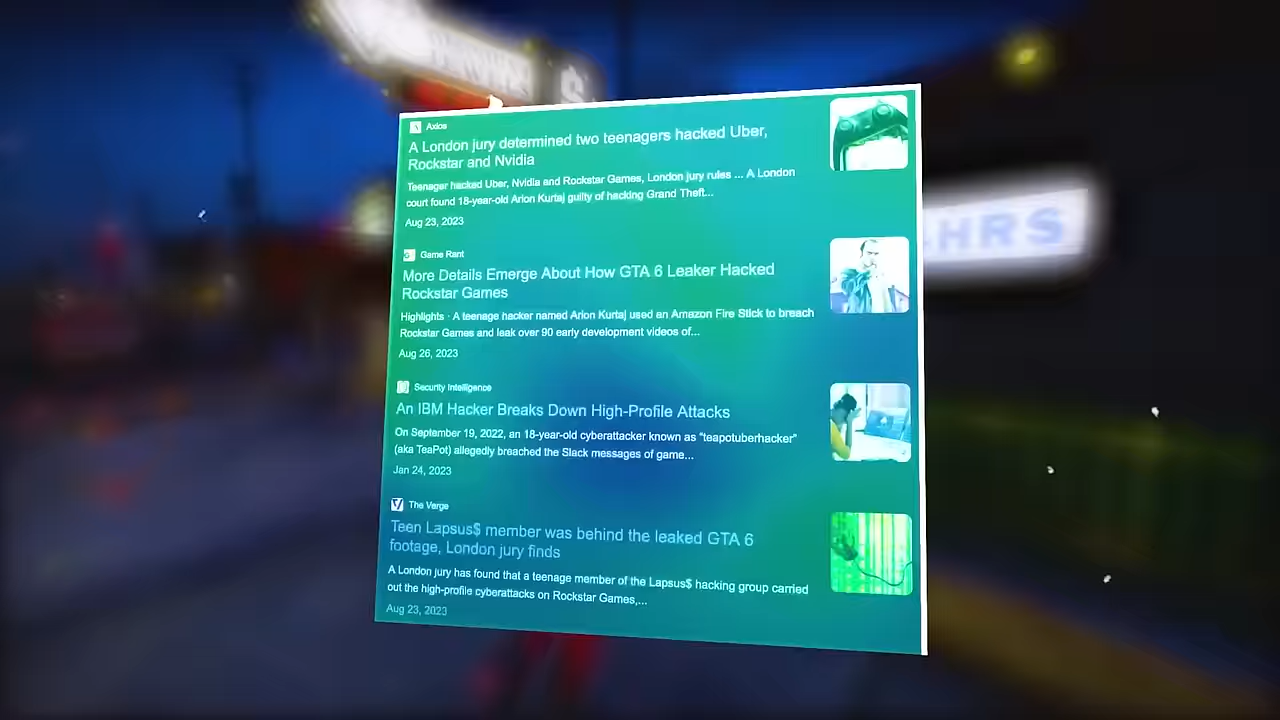 Axios
A London jury determined two teenagers hacked Uber,
Rockstar and Nvidia
Teenager hacked Uber, Nvidia and Rockstar Games, London jury rules ... A London
court found 18-year-old Arion Kurtaj guilty of hacking Grand Theft...
Aug 23, 2023
Game Rant
More Details Emerge About How GTA 6 Leaker Hacked
Rockstar Games
Highlights · A teenage hacker named Arion Kurtaj used an Amazon Fire Stick to breach
Rockstar Games and leak over 90 early development videos of...
Aug 26, 2023
Security Intelligence
An IBM Hacker Breaks Down High-Profile Attacks
On September 19, 2022, an 18-year-old cyberattacker known as "teapotuberhacker"
(aka TeaPot) allegedly breached the Slack messages of game...
Jan 24, 2023
The Verge
Teen Lapsus$ member was behind the leaked GTA 6
footage, London jury finds
A London jury has found that a teenage member of the Lapsus$ hacking group carried
out the high-profile cyberattacks on Rockstar Games,...
Aug 23, 2023
HRS